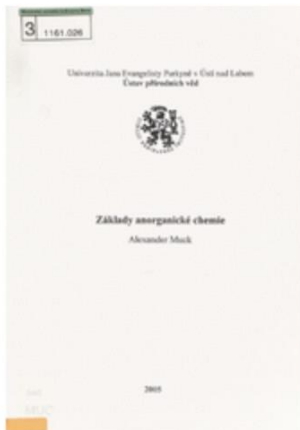 3 1161.026
Univerzita Jana Evangelisty Purkyně v Ústí nad Labem
Ústav přírodních věd
Základy anorganické chemie
Alexander Muck
2005
MUC